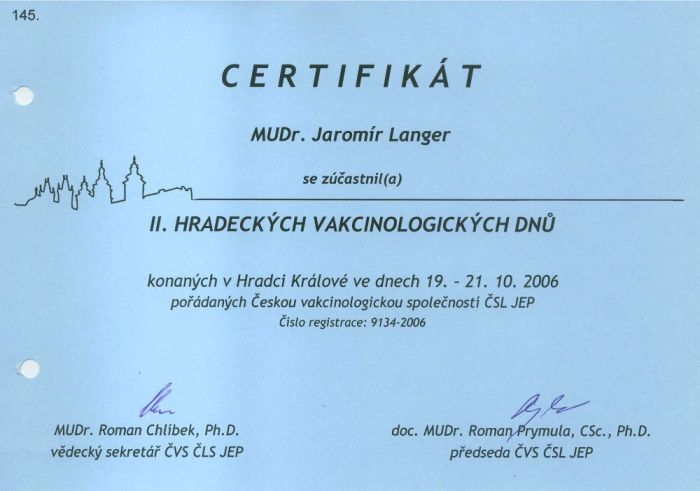 145.
CERTIFIKÁT
MUDr. Jaromír Langer
se zúčastnil(a)
II. HRADECKÝCH VAKCINOLOGICKÝCH DNŮ
konaných v Hradci Králové ve dnech 19. – 21. 10. 2006
pořádaných Českou vakcinologickou společností ČSL JEP
Číslo registrace: 9134-2006
MUDr. Roman Chlíbek, Ph.D.
doc. MUDr. Roman Prymula, CSc., Ph.D.
vědecký sekretář ČVS ČLS JEP
předseda ČVS ČSL JEP